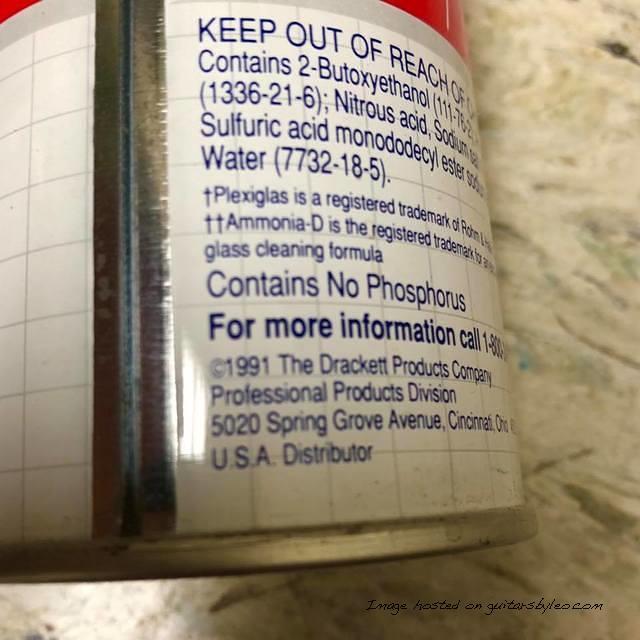 KEEP OUT OF REACH OF
Contains 2-Butoxyethanol (111-76-2
(1336-21-6); Nitrous acid, Sodium
Sulfuric acid monododecyl ester
Water (7732-18-5).
†Plexiglas is a registered trademark of Rohm &
††Ammonia-D is the registered trademark for
glass cleaning formula
Contains No Phosphorus
For more information call 1-800
©1991 The Drackett Products Company
Professional Products Division
5020 Spring Grove Avenue, Cincinnati, Ohio
U.S.A. Distributor
Image hosted on guitarsbyleo.com